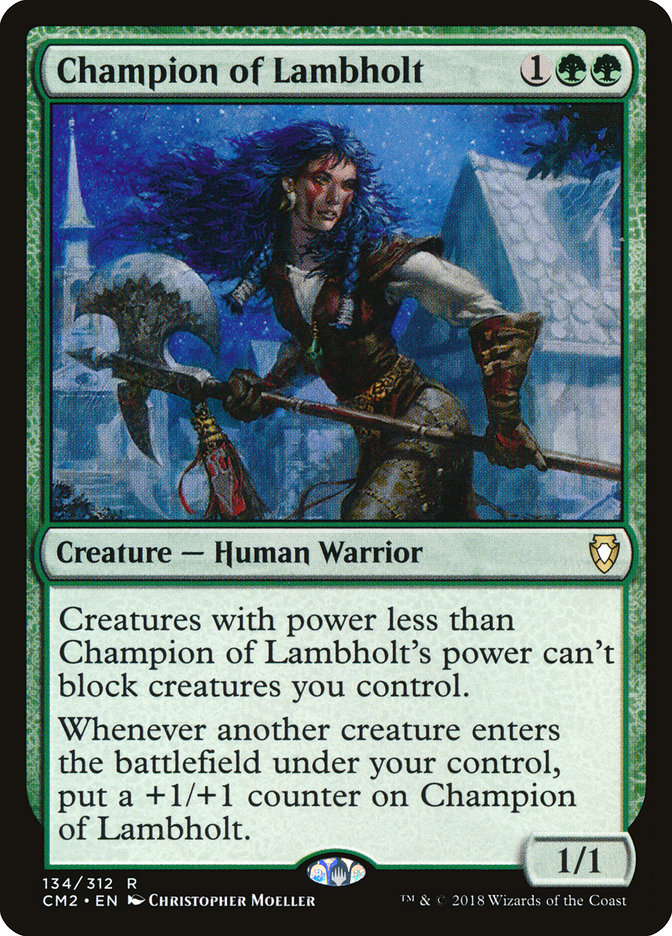 Champion of Lambholt 1
Creature — Human Warrior
Creatures with power less than
Champion of Lambholt's power can't
block creatures you control.
Whenever another creature enters
the battlefield under your control,
put a +1/+1 counter on Champion
of Lambholt.
1/1
134/312 R
CM2 • EN Christopher Moeller
™ & © 2018 Wizards of the Coast